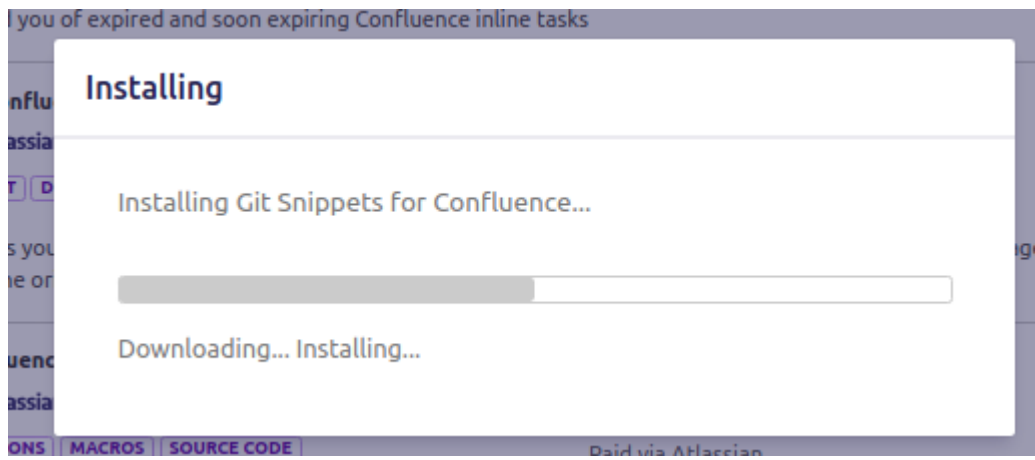 you of expired and soon expiring Confluence inline tasks
Installing
Installing Git Snippets for Confluence...
Downloading... Installing...
ONS MACROS SOURCE CODE
Paid via Atlassian